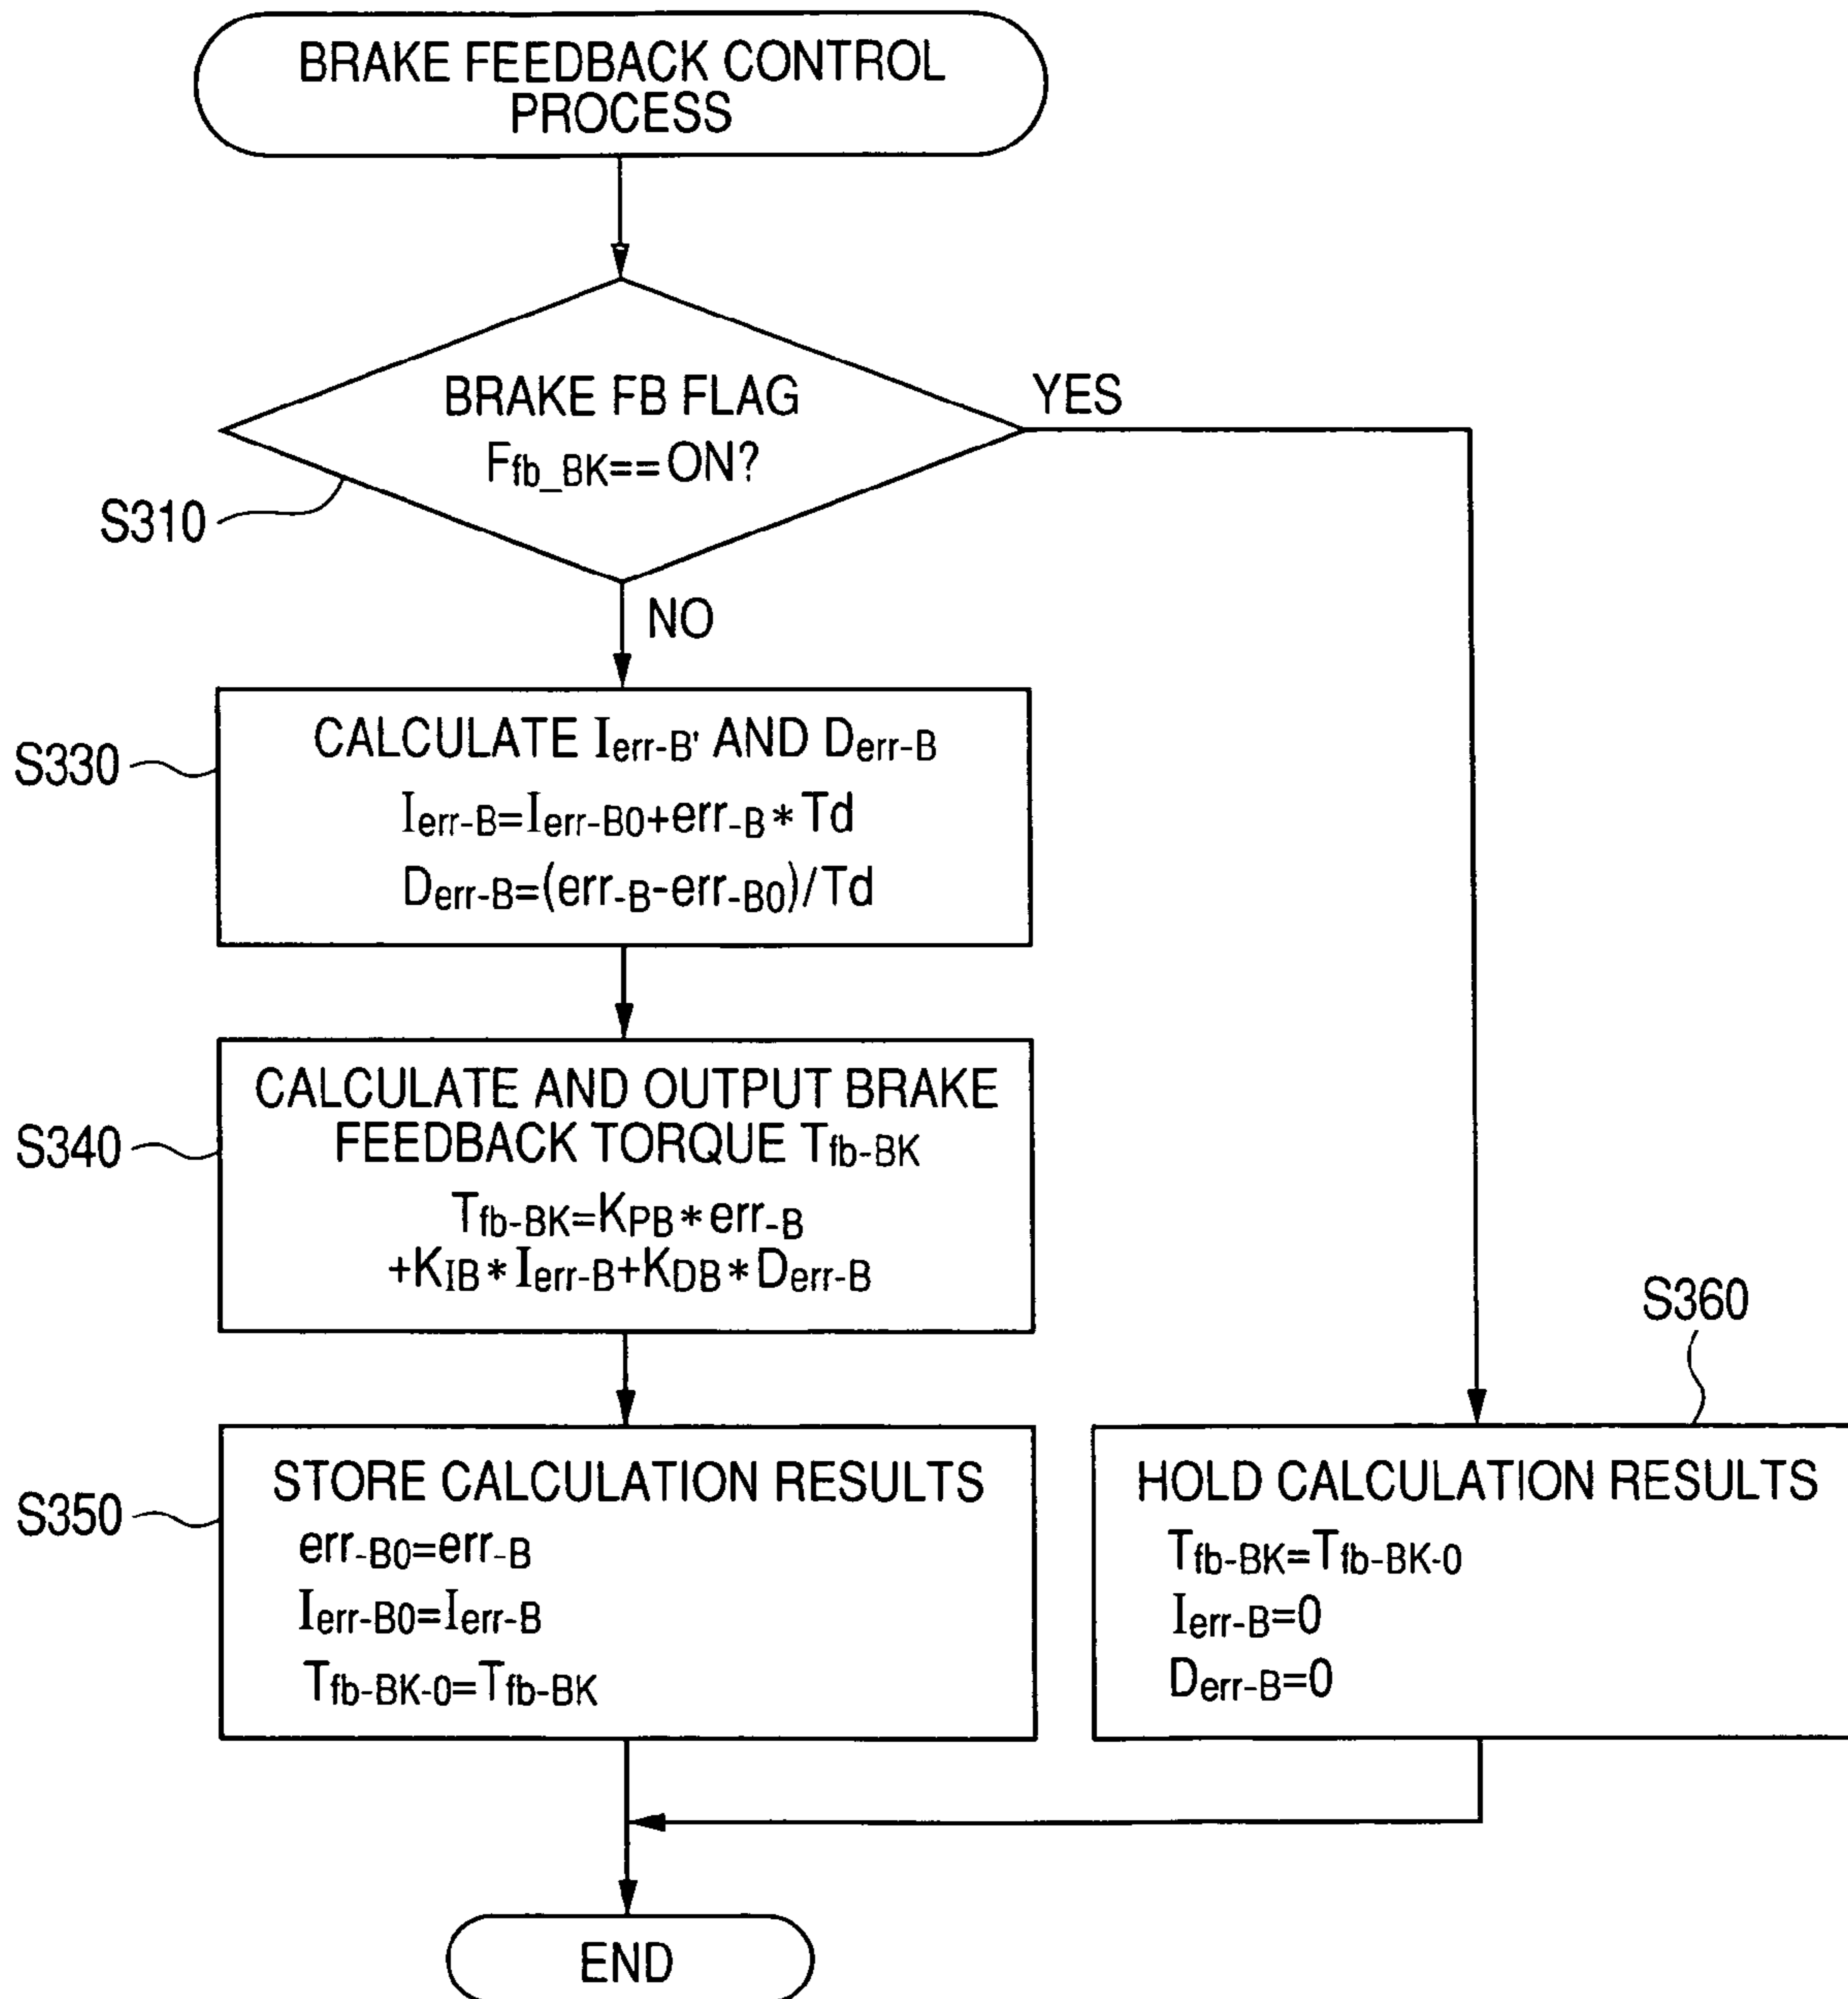 BRAKE FEEDBACK CONTROL
PROCESS
BRAKE FB FLAG
Ffb_BK==ON?
YES
S310
NO
S330
CALCULATE Ierr-B' AND Derr-B
Ierr-B=Ierr-B0+err-B*Td
Derr-B=(err-B-err-B0)/Td
S340
CALCULATE AND OUTPUT BRAKE
FEEDBACK TORQUE Tfb-BK
Tfb-BK=KPB*err-B
+KIB*Ierr-B+KDB*Derr-B
S350
STORE CALCULATION RESULTS
err-B0=err-B
Ierr-B0=Ierr-B
Tfb-BK-0=Tfb-BK
S360
HOLD CALCULATION RESULTS
Tfb-BK=Tfb-BK-0
Ierr-B=0
Derr-B=0
END